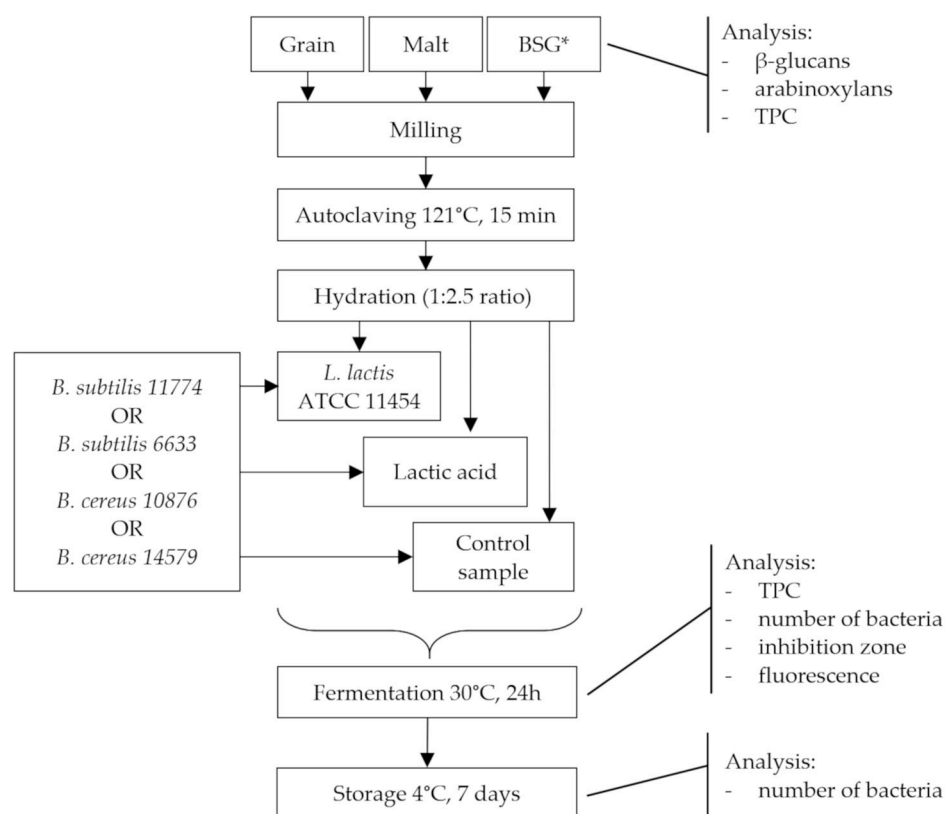 Grain
Malt
BSG*
Analysis:
- β-glucans
- arabinoxylans
- TPC
Milling
Autoclaving 121°C, 15 min
Hydration (1:2.5 ratio)
B. subtilis 11774
OR
B. subtilis 6633
OR
B. cereus 10876
OR
B. cereus 14579
L. lactis
ATCC 11454
Lactic acid
Control
sample
Analysis:
- TPC
- number of bacteria
- inhibition zone
- fluorescence
Fermentation 30°C, 24h
Storage 4°C, 7 days
Analysis:
- number of bacteria